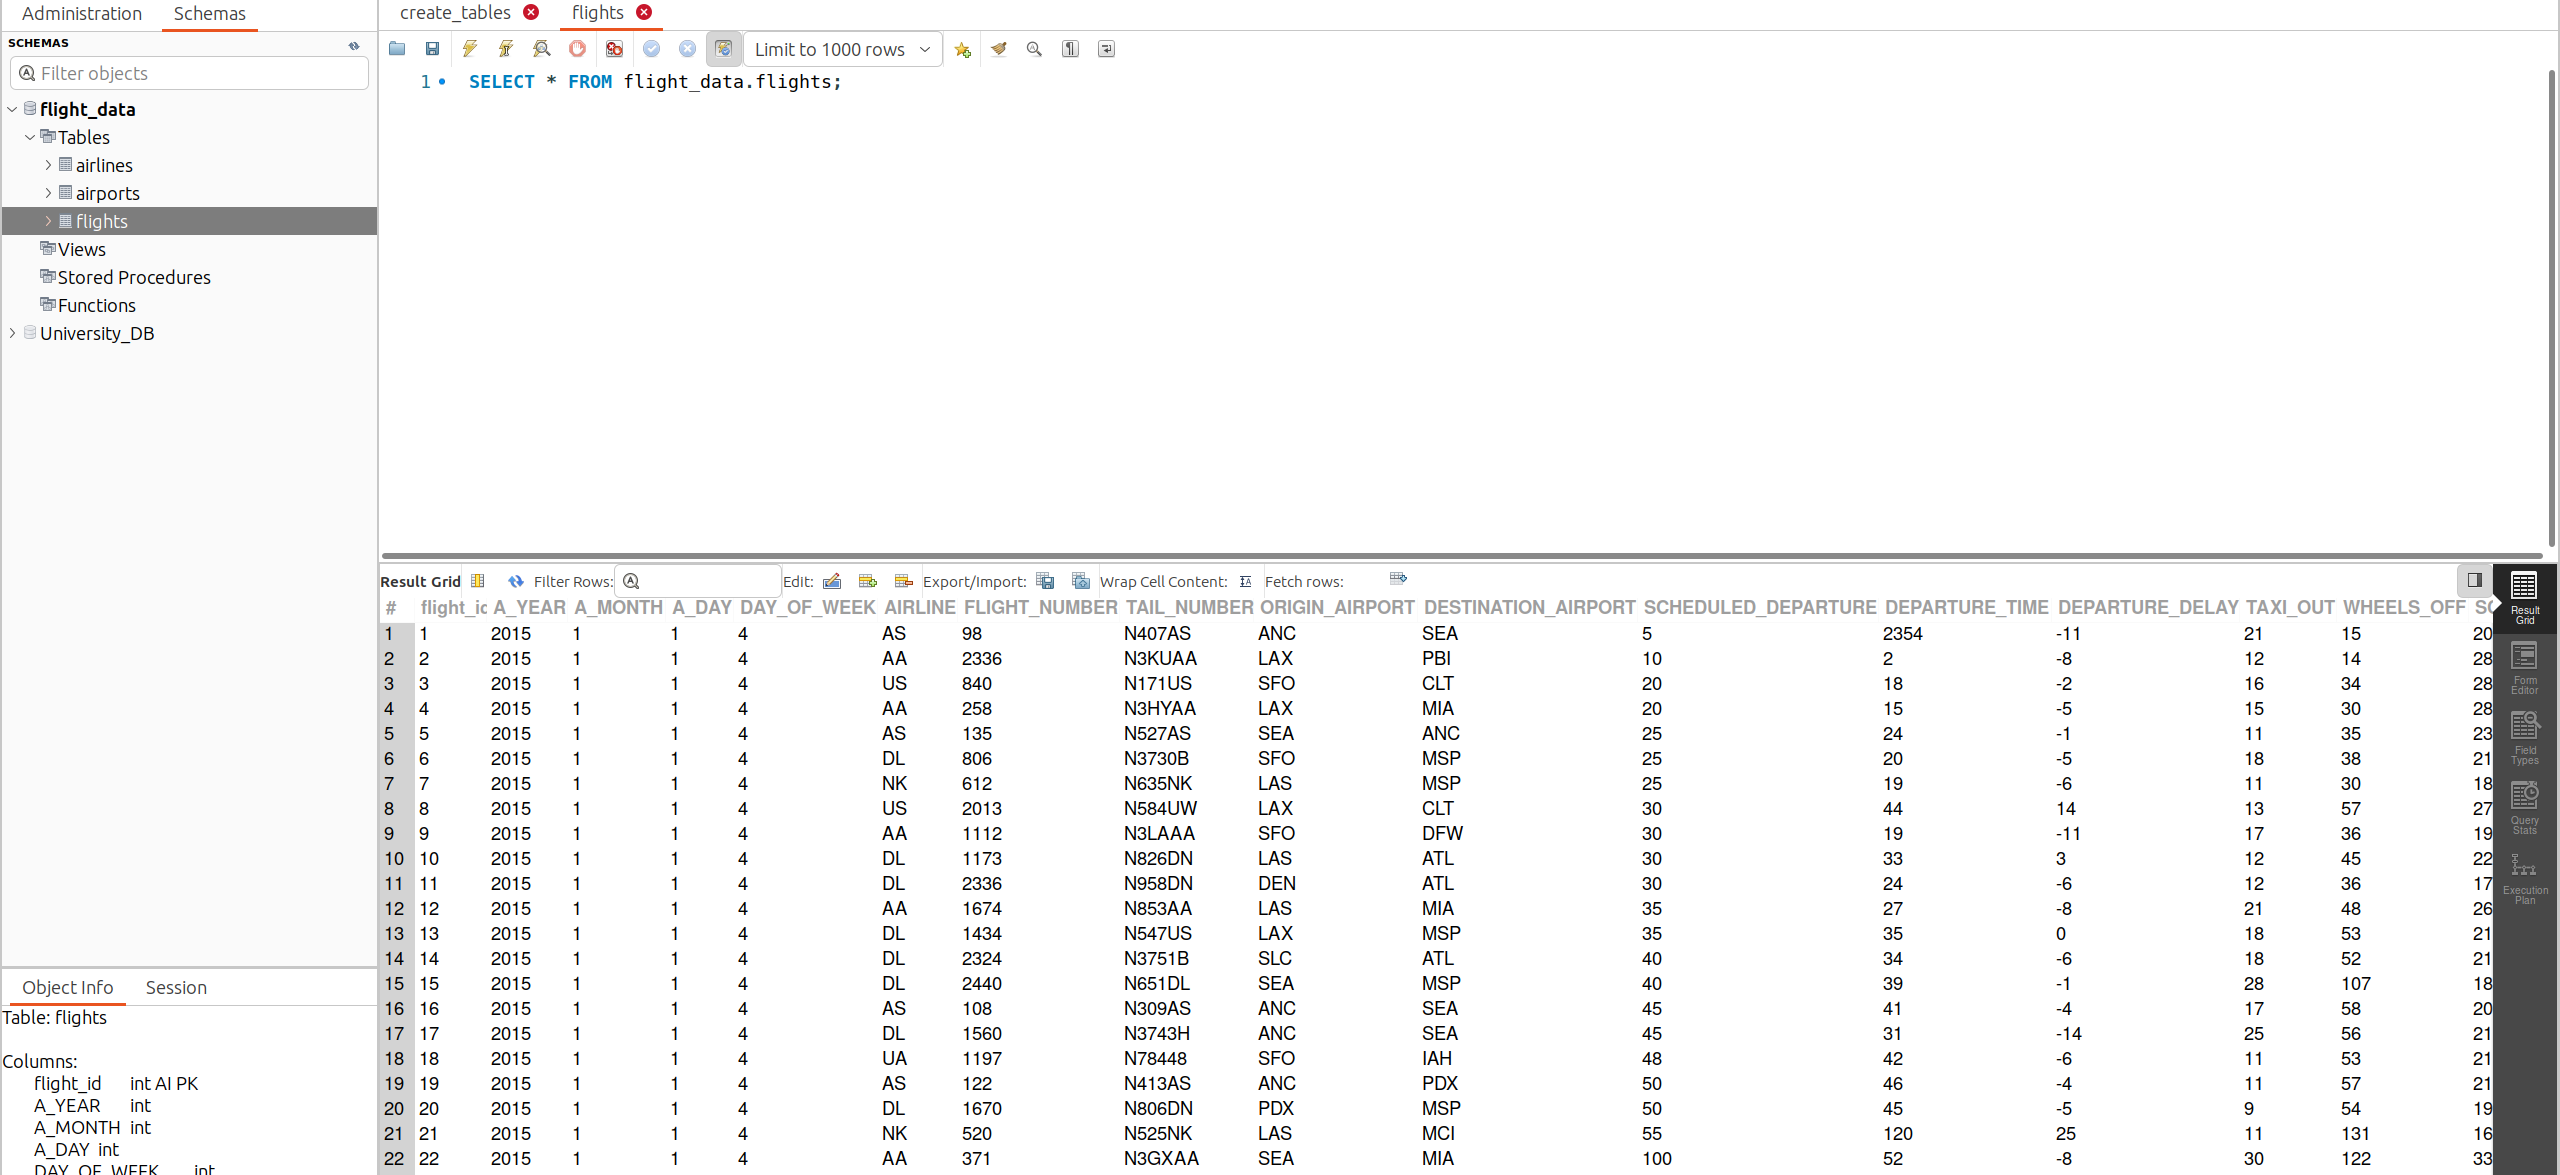 Administration Schemas
SCHEMAS
Filter objects
flight_data
Tables
airlines
airports
flights
Views
Stored Procedures
Functions
University_DB
Object Info Session
Table: flights
Columns:
flight_id int AI PK
A_YEAR int
A_MONTH int
A_DAY int
DAY_OF_WEEK int
create_tables flights
Limit to 1000 rows
1 SELECT * FROM flight_data.flights;
Result Grid Filter Rows: Edit: Export/Import: Wrap Cell Content: Fetch rows:
# flight_id A_YEAR A_MONTH A_DAY DAY_OF_WEEK AIRLINE FLIGHT_NUMBER TAIL_NUMBER ORIGIN_AIRPORT DESTINATION_AIRPORT SCHEDULED_DEPARTURE DEPARTURE_TIME DEPARTURE_DELAY TAXI_OUT WHEELS_OFF SC
1 1 2015 1 1 4 AS 98 N407AS ANC SEA 5 2354 -11 21 15 20
2 2 2015 1 1 4 AA 2336 N3KUAA LAX PBI 10 2 -8 12 14 28
3 3 2015 1 1 4 US 840 N171US SFO CLT 20 18 -2 16 34 28
4 4 2015 1 1 4 AA 258 N3HYAA LAX MIA 20 15 -5 15 30 28
5 5 2015 1 1 4 AS 135 N527AS SEA ANC 25 24 -1 11 35 23
6 6 2015 1 1 4 DL 806 N3730B SFO MSP 25 20 -5 18 38 21
7 7 2015 1 1 4 NK 612 N635NK LAS MSP 25 19 -6 11 30 18
8 8 2015 1 1 4 US 2013 N584UW LAX CLT 30 44 14 13 57 27
9 9 2015 1 1 4 AA 1112 N3LAAA SFO DFW 30 19 -11 17 36 19
10 10 2015 1 1 4 DL 1173 N826DN LAS ATL 30 33 3 12 45 22
11 11 2015 1 1 4 DL 2336 N958DN DEN ATL 30 24 -6 12 36 17
12 12 2015 1 1 4 AA 1674 N853AA LAS MIA 35 27 -8 21 48 26
13 13 2015 1 1 4 DL 1434 N547US LAX MSP 35 35 0 18 53 21
14 14 2015 1 1 4 DL 2324 N3751B SLC ATL 40 34 -6 18 52 21
15 15 2015 1 1 4 DL 2440 N651DL SEA MSP 40 39 -1 28 107 18
16 16 2015 1 1 4 AS 108 N309AS ANC SEA 45 41 -4 17 58 20
17 17 2015 1 1 4 DL 1560 N3743H ANC SEA 45 31 -14 25 56 21
18 18 2015 1 1 4 UA 1197 N78448 SFO IAH 48 42 -6 11 53 21
19 19 2015 1 1 4 AS 122 N413AS ANC PDX 50 46 -4 11 57 21
20 20 2015 1 1 4 DL 1670 N806DN PDX MSP 50 45 -5 9 54 19
21 21 2015 1 1 4 NK 520 N525NK LAS MCI 55 120 25 11 131 16
22 22 2015 1 1 4 AA 371 N3GXAA SEA MIA 100 52 -8 30 122 33
Result
Grid
Form
Editor
Field
Types
Query
Stats
Execution
Plan